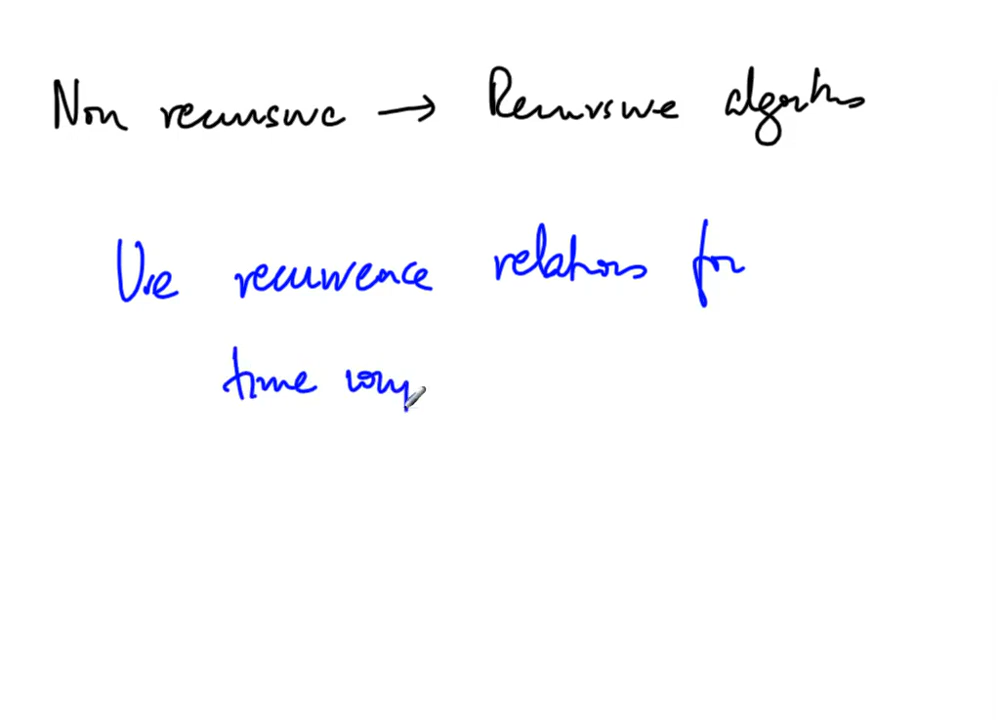 Non recursive → Recursive algorithms
Use recurrence relations for
time comp